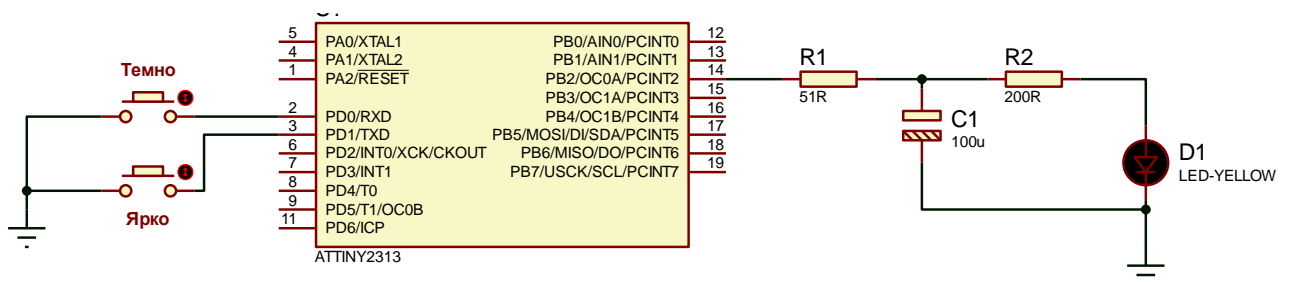 Темно
Ярко
5 PA0/XTAL1
4 PA1/XTAL2
1 PA2/RESET
2 PD0/RXD
3 PD1/TXD
6 PD2/INT0/XCK/CKOUT
7 PD3/INT1
8 PD4/T0
9 PD5/T1/OC0B
11 PD6/ICP
PB0/AIN0/PCINT0 12
PB1/AIN1/PCINT1 13
PB2/OC0A/PCINT2 14
PB3/OC1A/PCINT3 15
PB4/OC1B/PCINT4 16
PB5/MOSI/DI/SDA/PCINT5 17
PB6/MISO/DO/PCINT6 18
PB7/USCK/SCL/PCINT7 19
ATTINY2313
R1
51R
C1
100u
R2
200R
D1
LED-YELLOW